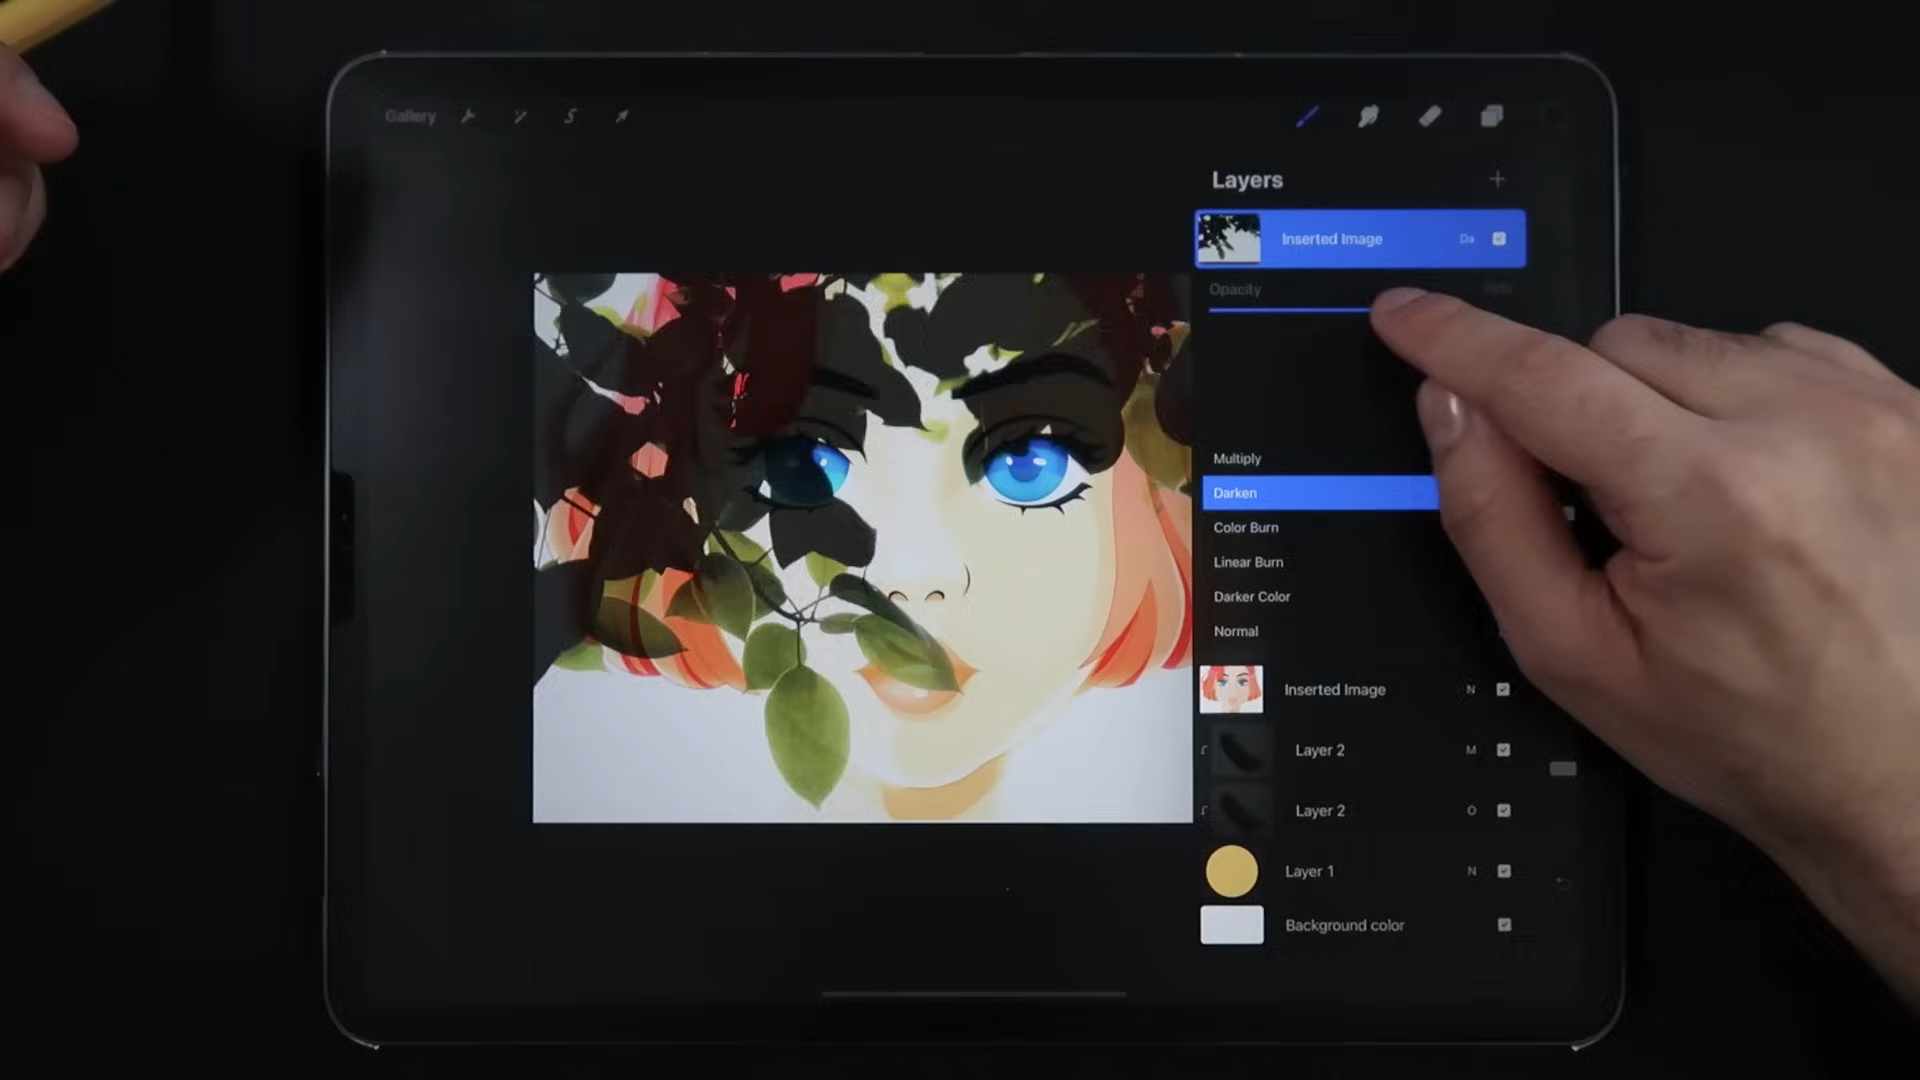 Gallery
Layers
Inserted Image Da
Opacity
Multiply
Darken
Color Burn
Linear Burn
Darker Color
Normal
Inserted Image N
Layer 2 M
Layer 2 O
Layer 1 N
Background color